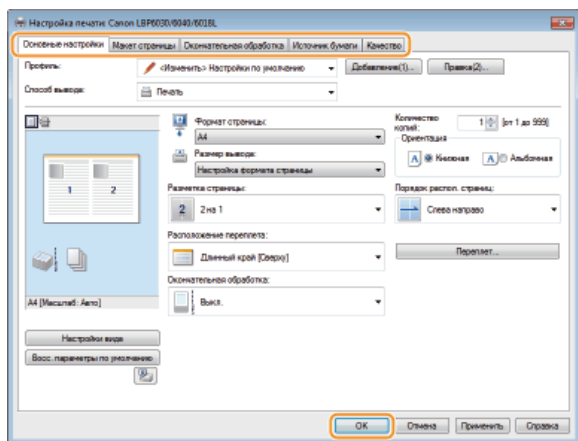 Настройка печати: Canon LBP6030/6040/6018L
Основные настройки Макет страницы Окончательная обработка Источник бумаги Качество
Профиль: <Изменить> Настройки по умолчанию Добавление(1)... Правка(2)...
Способ вывода: Печать
Формат страницы: Количество копий: 1 [от 1 до 999]
A4 Ориентация
Размер вывода: A Книжная A Альбомная
Настройка формата страницы
Разметка страницы: Порядок распол. страниц:
1 2 2 2 на 1 Слева направо
Расположение переплета:
Длинный край [Сверху] Переплет...
Окончательная обработка:
A4 [Масштаб: Авто] Выкл.
Настройки вида
Восс. параметры по умолчанию
OK Отмена Применить Справка